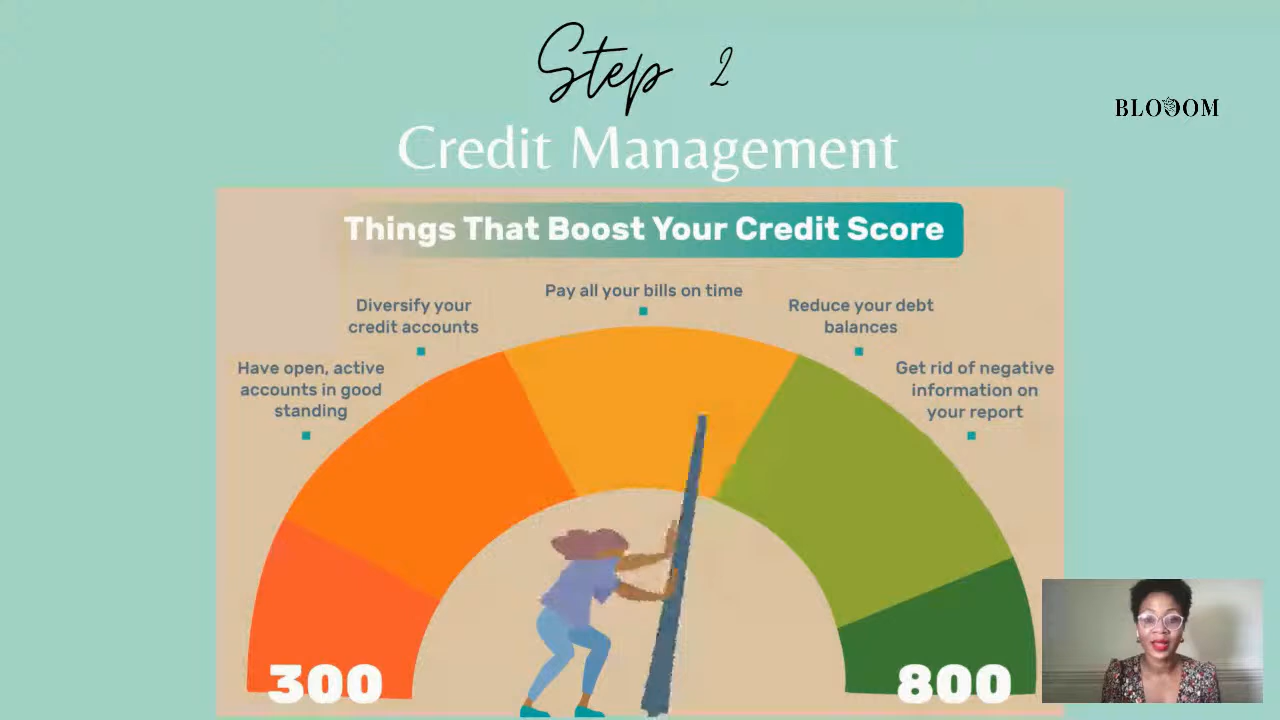 Step 2
BLOOOM
Credit Management
Things That Boost Your Credit Score
Pay all your bills on time
Diversify your
credit accounts
Reduce your debt
balances
Have open, active
accounts in good
standing
Get rid of negative
information on
your report
300
800